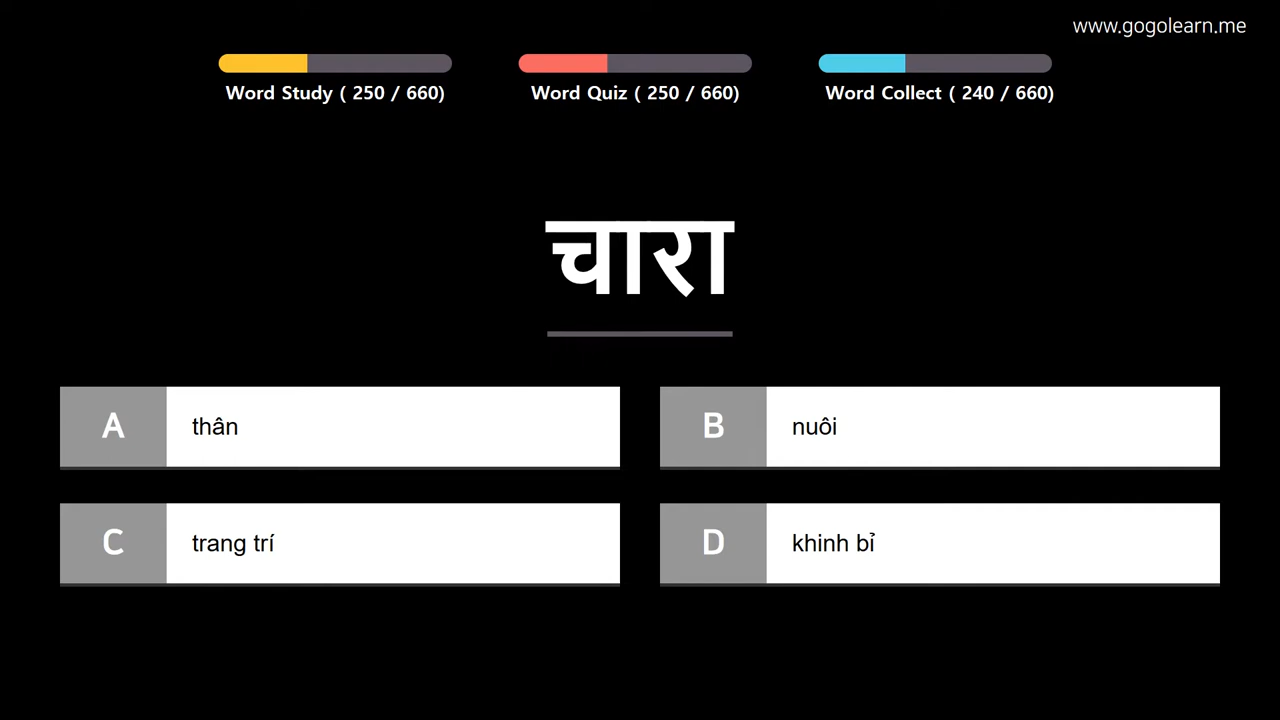 www.gogolearn.me
Word Study ( 250 / 660)
Word Quiz ( 250 / 660)
Word Collect ( 240 / 660)
चारा
A thân
B nuôi
C trang trí
D khinh bỉ